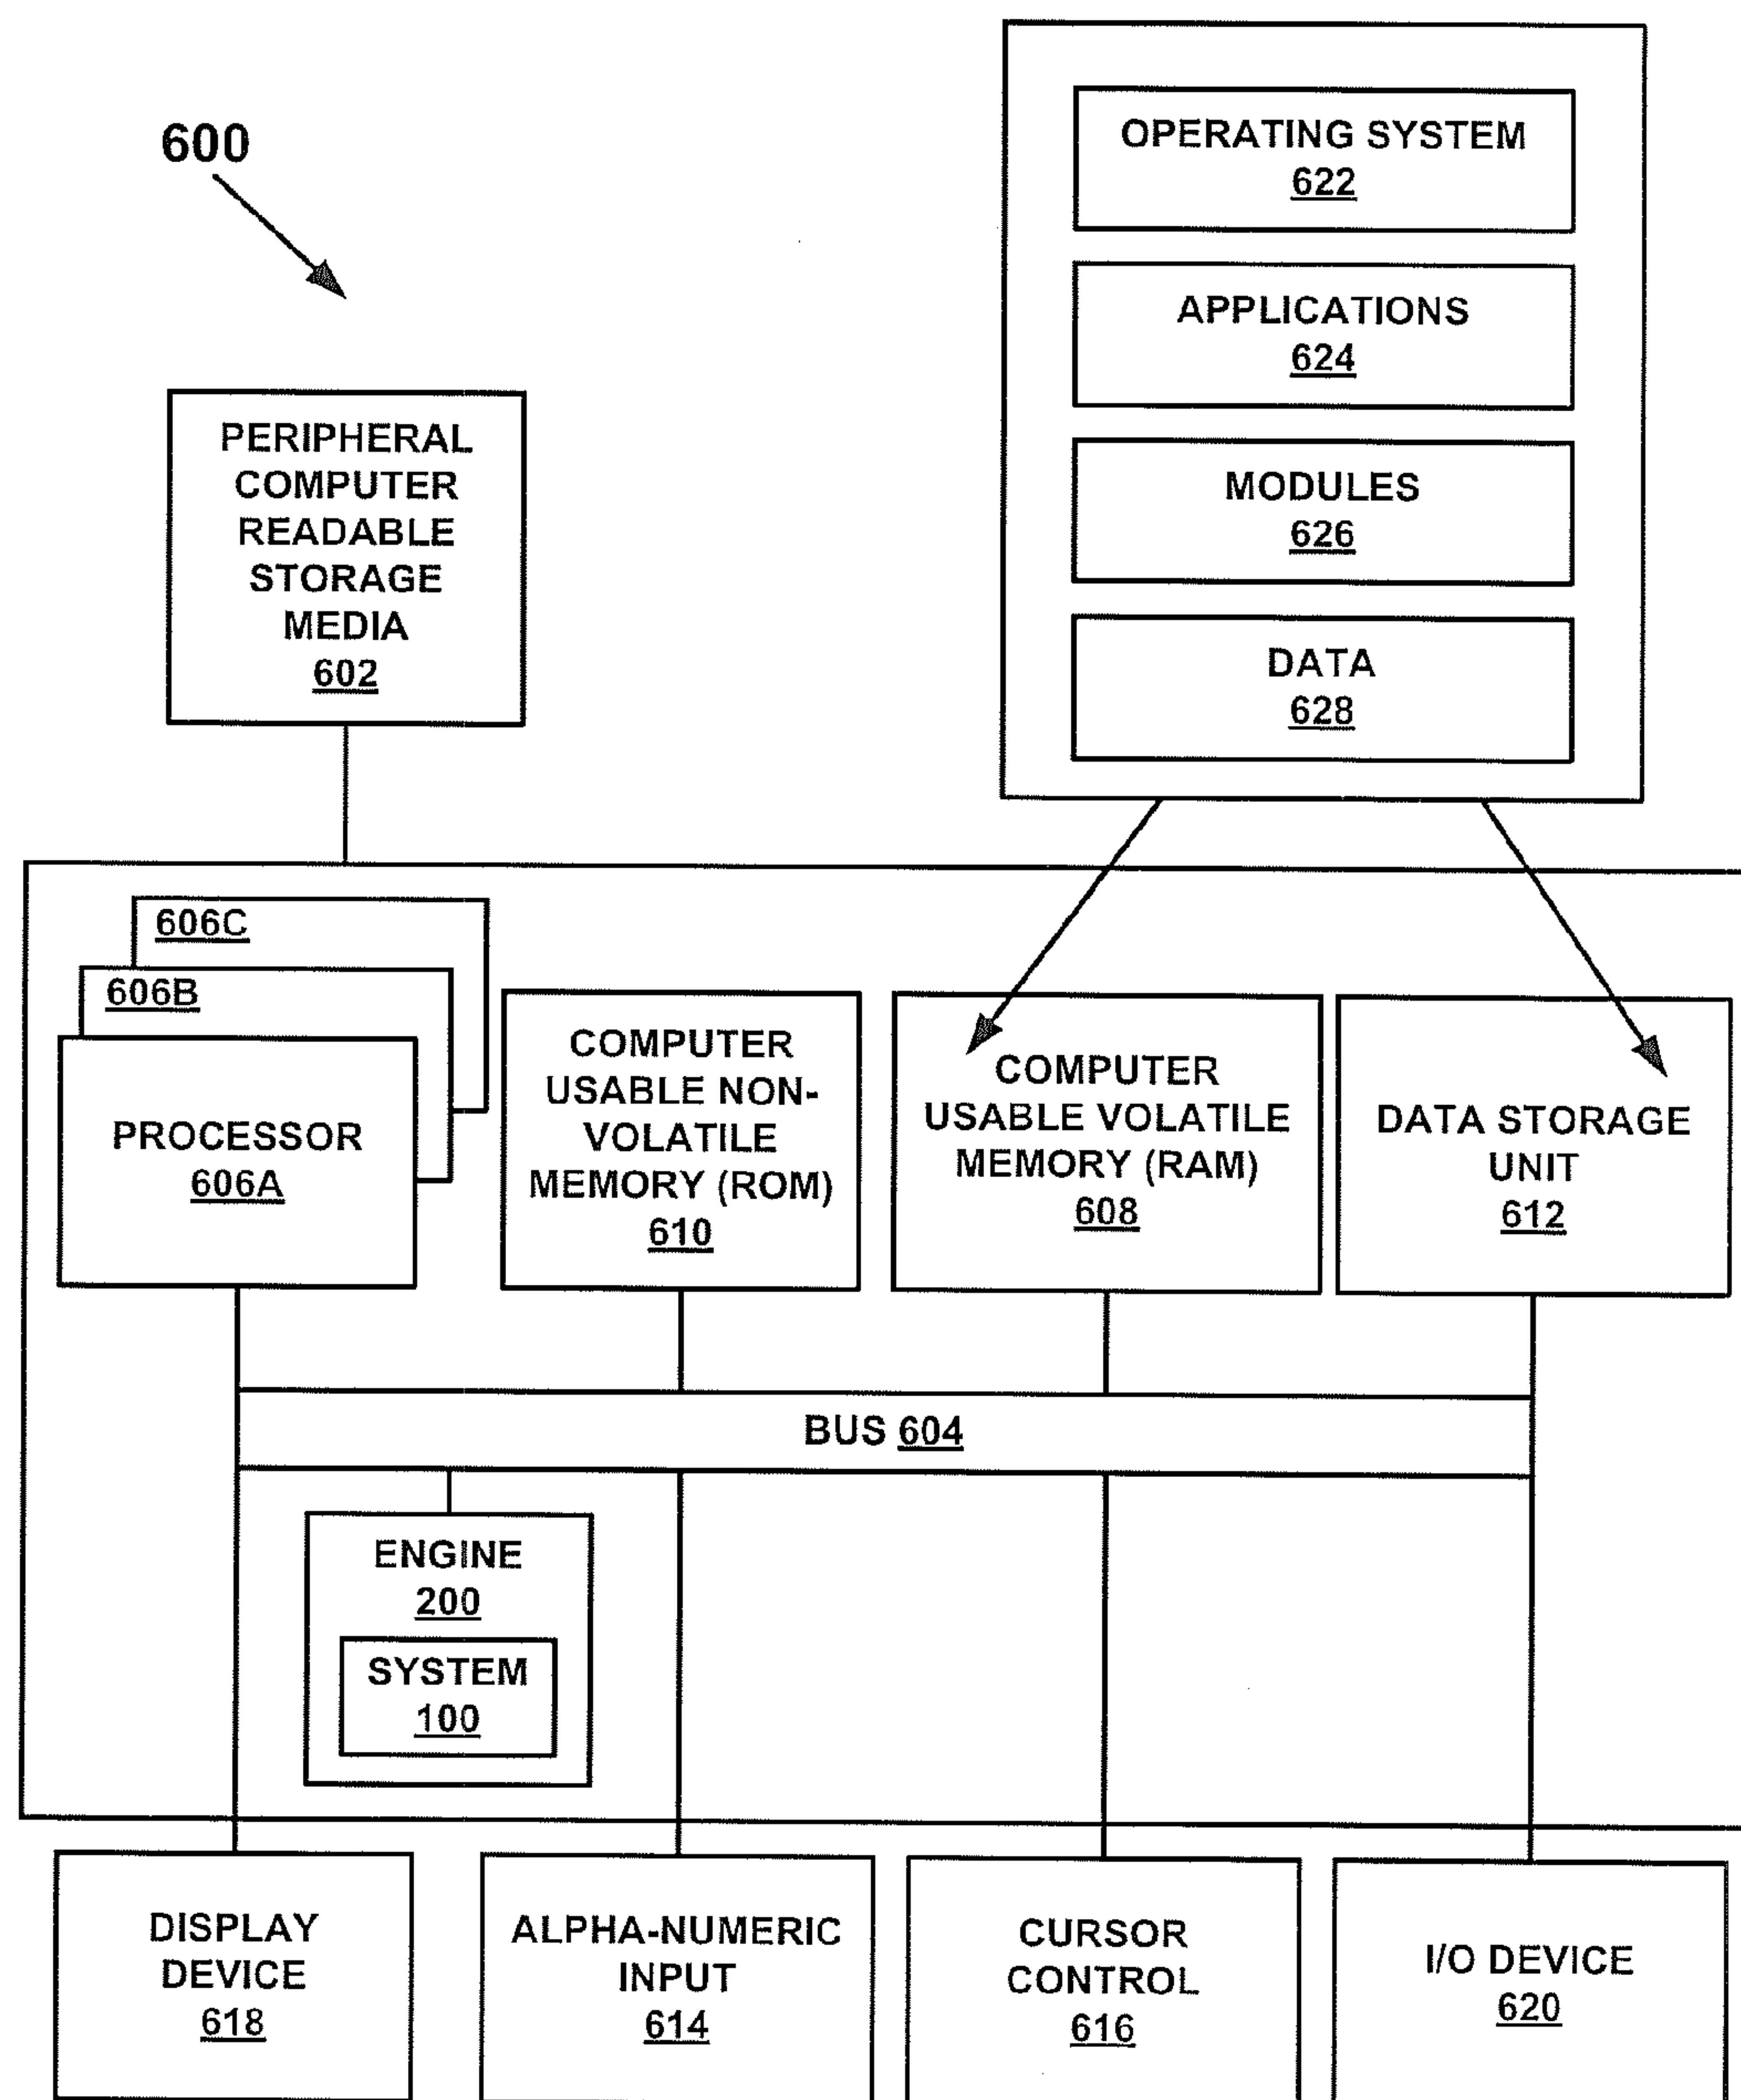 600
OPERATING SYSTEM
622
APPLICATIONS
624
MODULES
626
DATA
628
PERIPHERAL
COMPUTER
READABLE
STORAGE
MEDIA
602
606C
606B
PROCESSOR
606A
COMPUTER
USABLE NON-
VOLATILE
MEMORY (ROM)
610
COMPUTER
USABLE VOLATILE
MEMORY (RAM)
608
DATA STORAGE
UNIT
612
BUS 604
ENGINE
200
SYSTEM
100
DISPLAY
DEVICE
618
ALPHA-NUMERIC
INPUT
614
CURSOR
CONTROL
616
I/O DEVICE
620